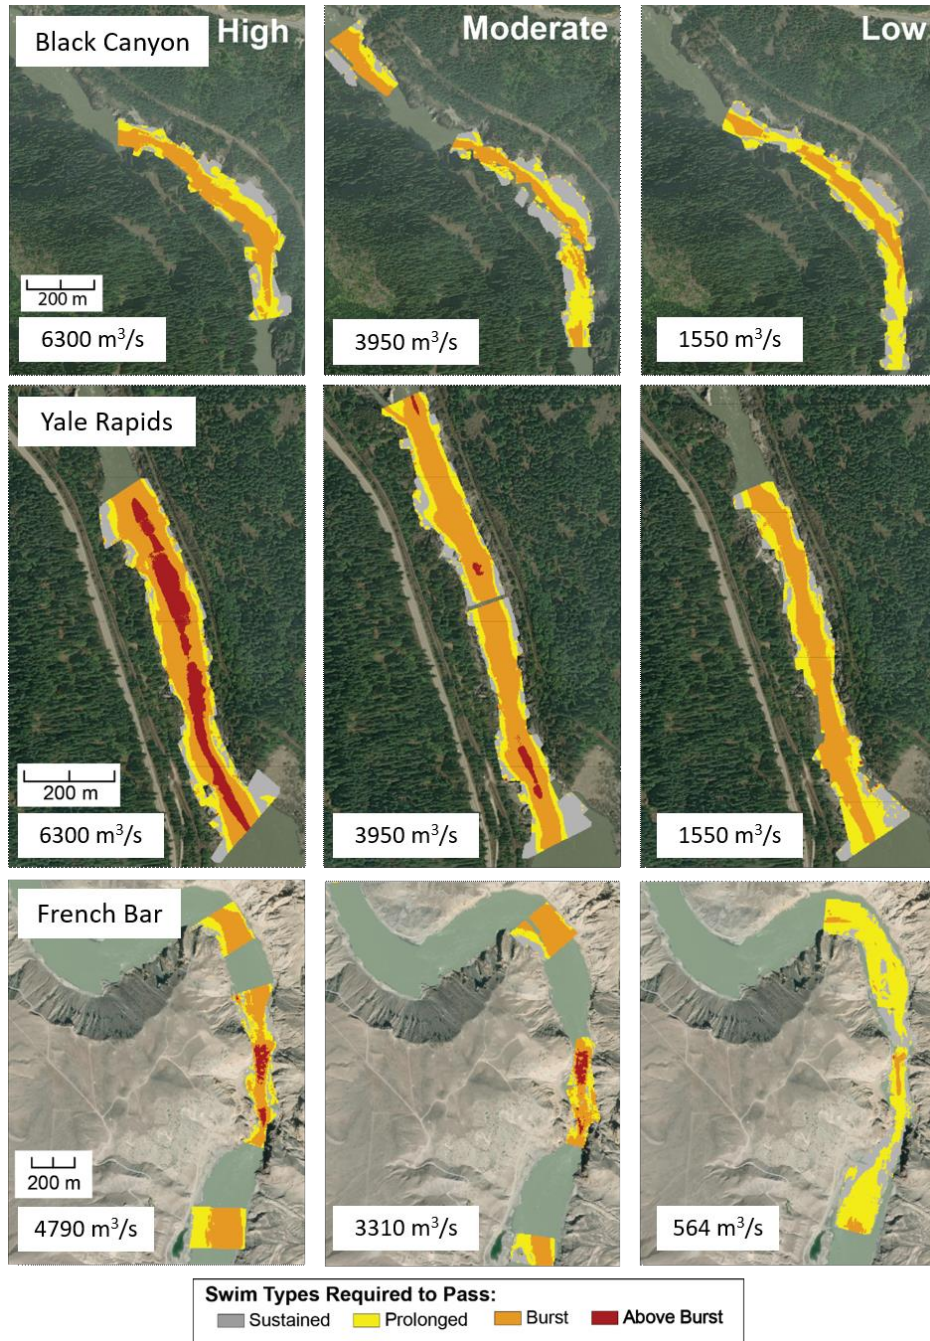 Black Canyon
High
Moderate
Low
200 m
6300 m³/s
3950 m³/s
1550 m³/s
Yale Rapids
200 m
6300 m³/s
3950 m³/s
1550 m³/s
French Bar
200 m
4790 m³/s
3310 m³/s
564 m³/s
Swim Types Required to Pass:
Sustained Prolonged Burst Above Burst